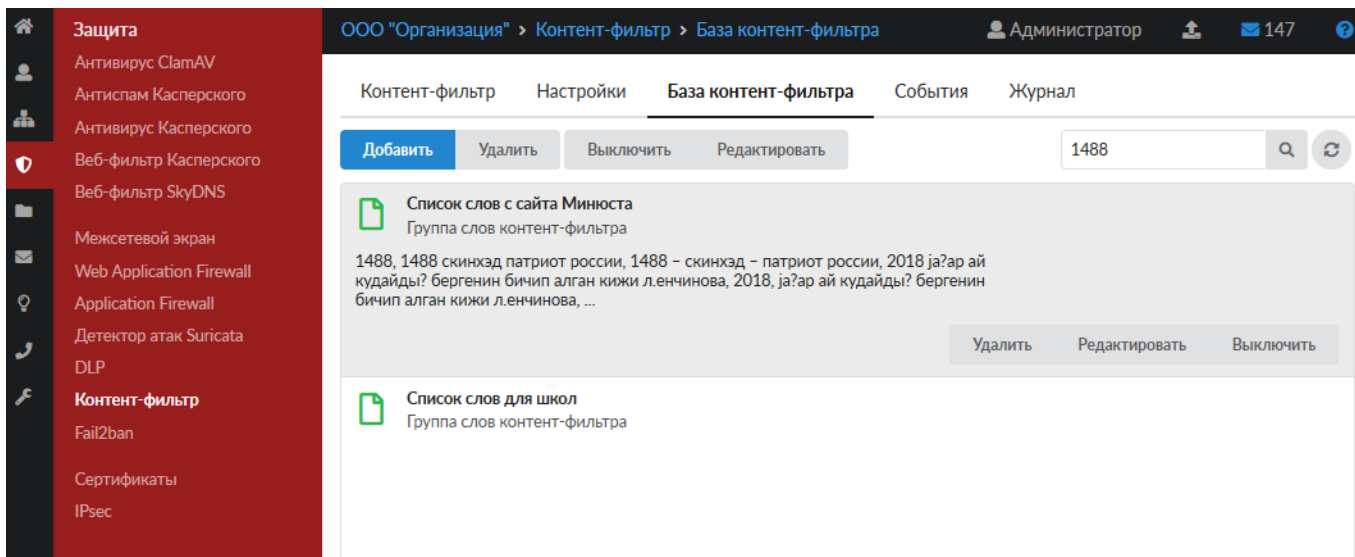 Защита
Антивирус ClamAV
Антиспам Касперского
Антивирус Касперского
Веб-фильтр Касперского
Веб-фильтр SkyDNS
Межсетевой экран
Web Application Firewall
Application Firewall
Детектор атак Suricata
DLP
Контент-фильтр
Fail2ban
Сертификаты
IPsec
ООО "Организация" > Контент-фильтр > База контент-фильтра Администратор 147 ?
Контент-фильтр Настройки База контент-фильтра События Журнал
Добавить Удалить Выключить Редактировать 1488
Список слов с сайта Минюста
Группа слов контент-фильтра
1488, 1488 скинхэд патриот россии, 1488 – скинхэд – патриот россии, 2018 ja?ap ай
кудайды? бергенин бичип алган кижи л.енчинова, 2018, ja?ap ай кудайды? бергенин
бичип алган кижи л.енчинова, ...
Удалить Редактировать Выключить
Список слов для школ
Группа слов контент-фильтра